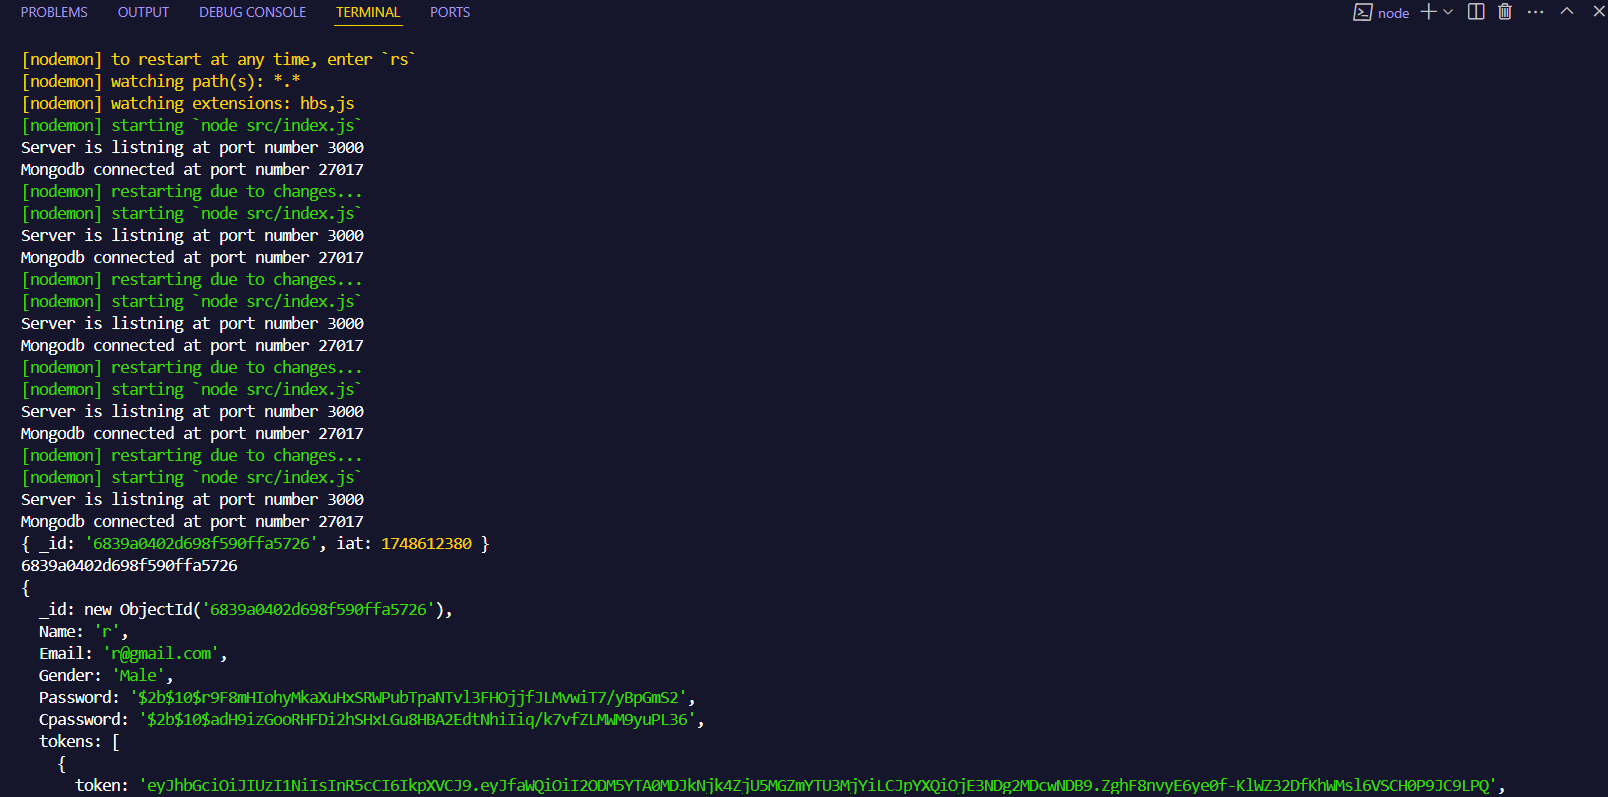 PROBLEMS OUTPUT DEBUG CONSOLE TERMINAL PORTS node
[nodemon] to restart at any time, enter `rs`
[nodemon] watching path(s): *.*
[nodemon] watching extensions: hbs,js
[nodemon] starting `node src/index.js`
Server is listning at port number 3000
Mongodb connected at port number 27017
[nodemon] restarting due to changes...
[nodemon] starting `node src/index.js`
Server is listning at port number 3000
Mongodb connected at port number 27017
[nodemon] restarting due to changes...
[nodemon] starting `node src/index.js`
Server is listning at port number 3000
Mongodb connected at port number 27017
[nodemon] restarting due to changes...
[nodemon] starting `node src/index.js`
Server is listning at port number 3000
Mongodb connected at port number 27017
[nodemon] restarting due to changes...
[nodemon] starting `node src/index.js`
Server is listning at port number 3000
Mongodb connected at port number 27017
{ _id: '6839a0402d698f590ffa5726', iat: 1748612380 }
6839a0402d698f590ffa5726
{
  _id: new ObjectId('6839a0402d698f590ffa5726'),
  Name: 'r',
  Email: 'r@gmail.com',
  Gender: 'Male',
  Password: '$2b$10$r9F8mHIohyMkaXuHxSRWPubTpaNTvl3FHOjjfJLMvwiT7/yBpGmS2',
  Cpassword: '$2b$10$adH9izGooRHFDi2hSHxLGu8HBA2EdtNhiIiq/k7vfZLMWM9yuPL36',
  tokens: [
    {
      token: 'eyJhbGciOiJIUzI1NiIsInR5cCI6IkpXVCJ9.eyJfaWQiOiI2ODM5YTA0MDJkNjk4ZjU5MGZmYTU3MjYiLCJpYXQiOjE3NDg2MDcwNDB9.ZghF8nvyE6ye0f-KlWZ32DfKhWMsl6VSCH0P9JC9LPQ',